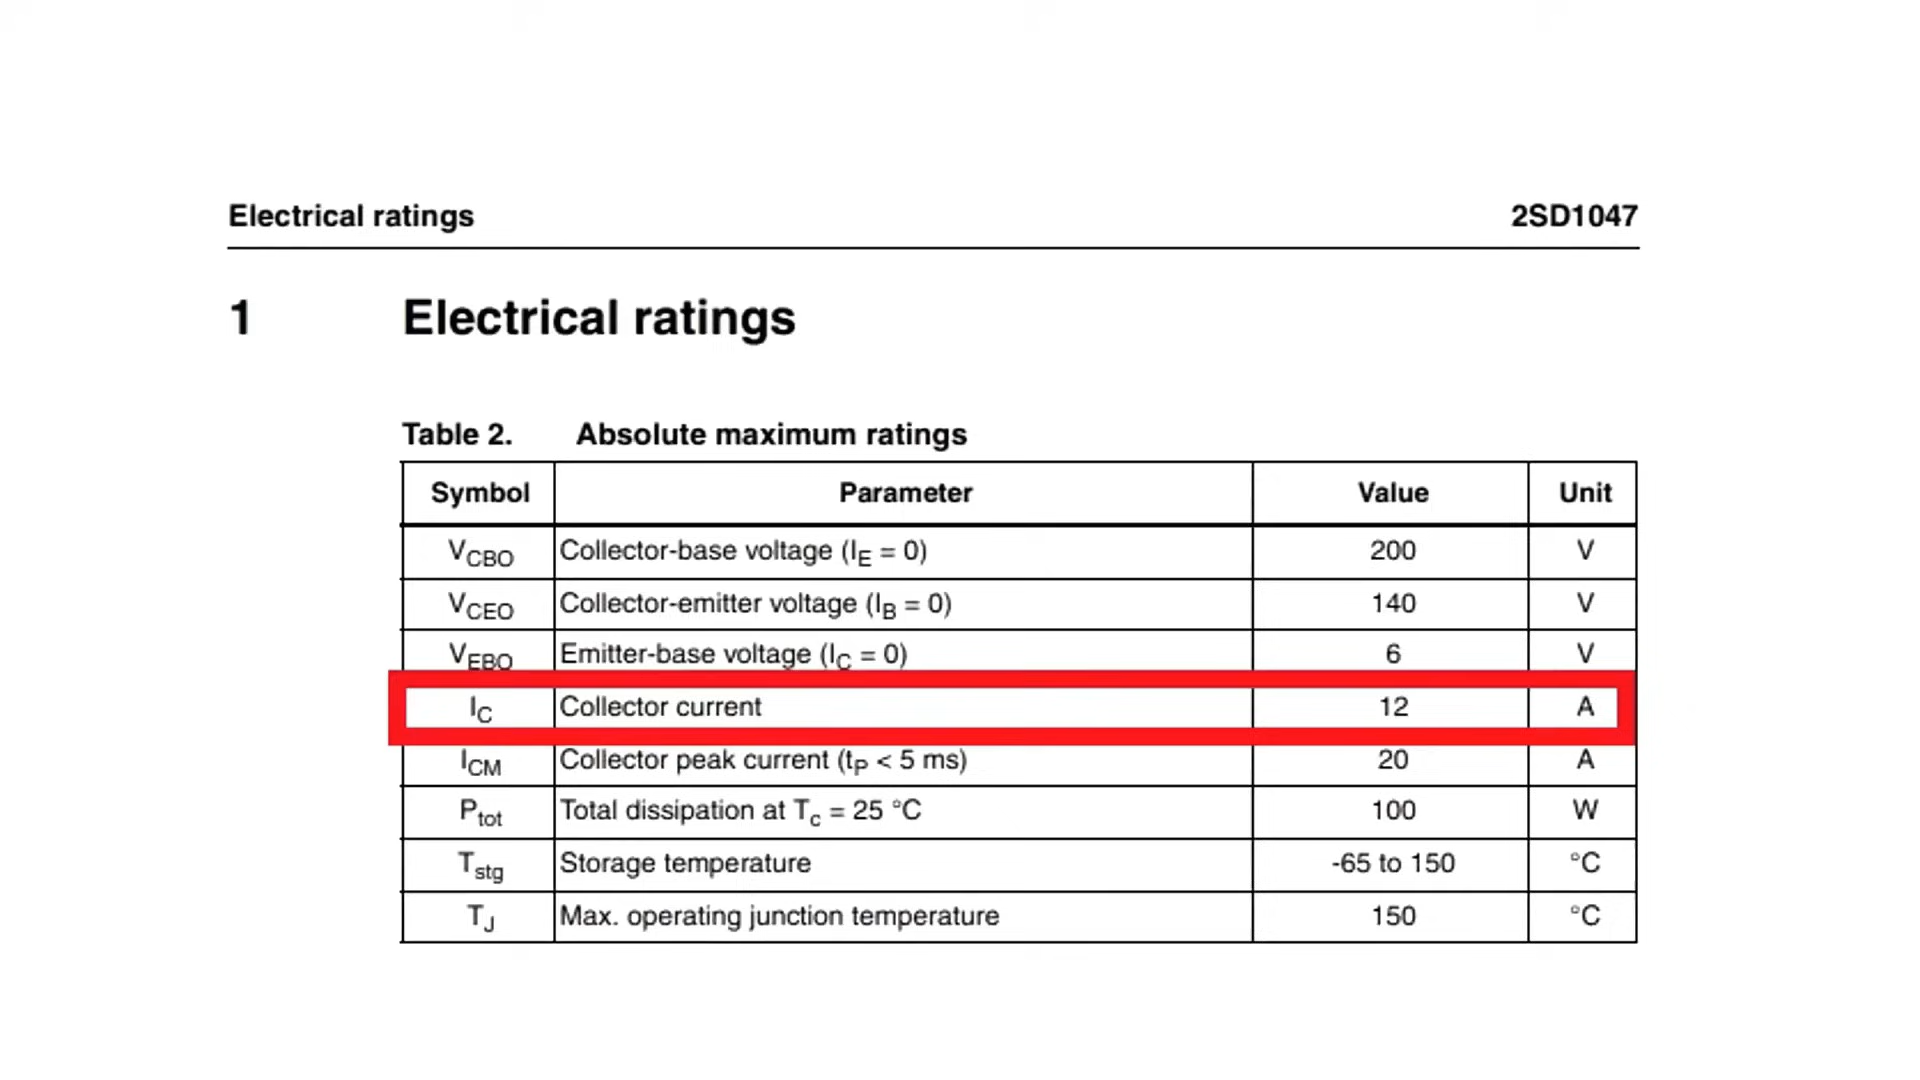 Electrical ratings 2SD1047
1 Electrical ratings
Table 2. Absolute maximum ratings
Symbol Parameter Value Unit
VCBO Collector-base voltage (IE = 0) 200 V
VCEO Collector-emitter voltage (IB = 0) 140 V
VEBO Emitter-base voltage (IC = 0) 6 V
IC Collector current 12 A
ICM Collector peak current (tP < 5 ms) 20 A
Ptot Total dissipation at Tc = 25 °C 100 W
Tstg Storage temperature -65 to 150 °C
TJ Max. operating junction temperature 150 °C